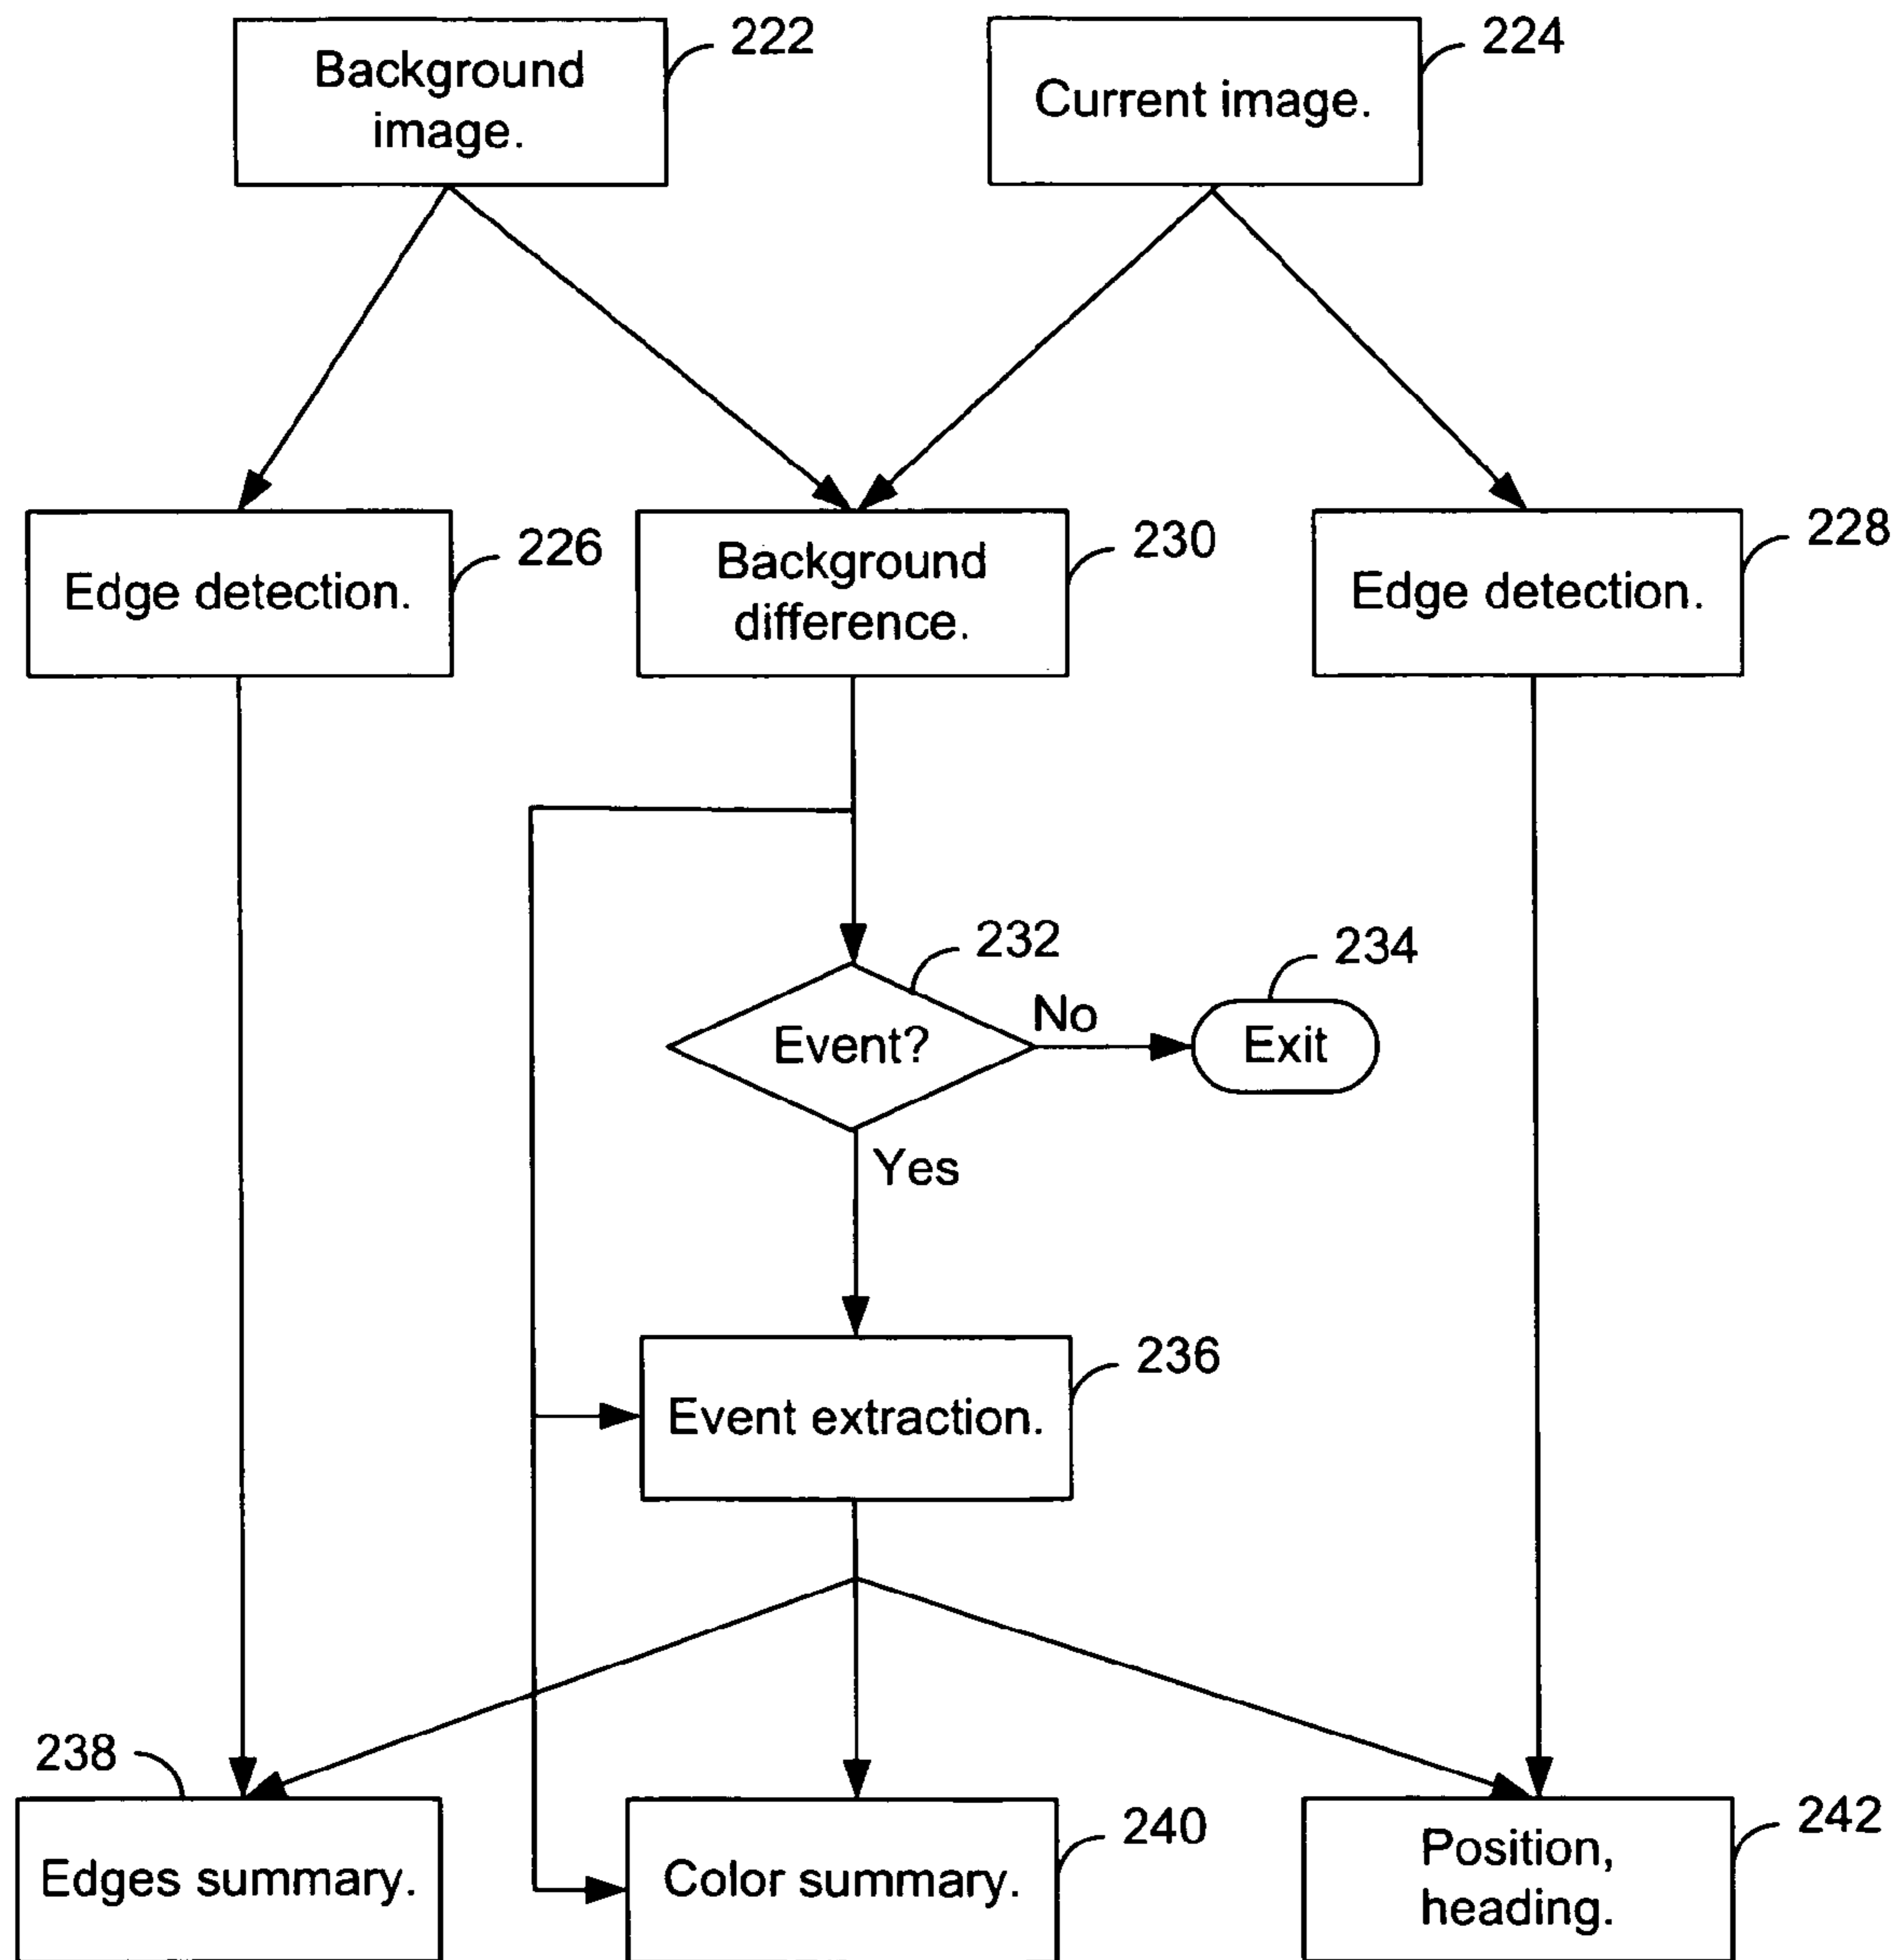 222
Background
image.
224
Current image.
226
Edge detection.
230
Background
difference.
228
Edge detection.
232
Event?
No
234
Exit
Yes
236
Event extraction.
238
Edges summary.
240
Color summary.
242
Position,
heading.